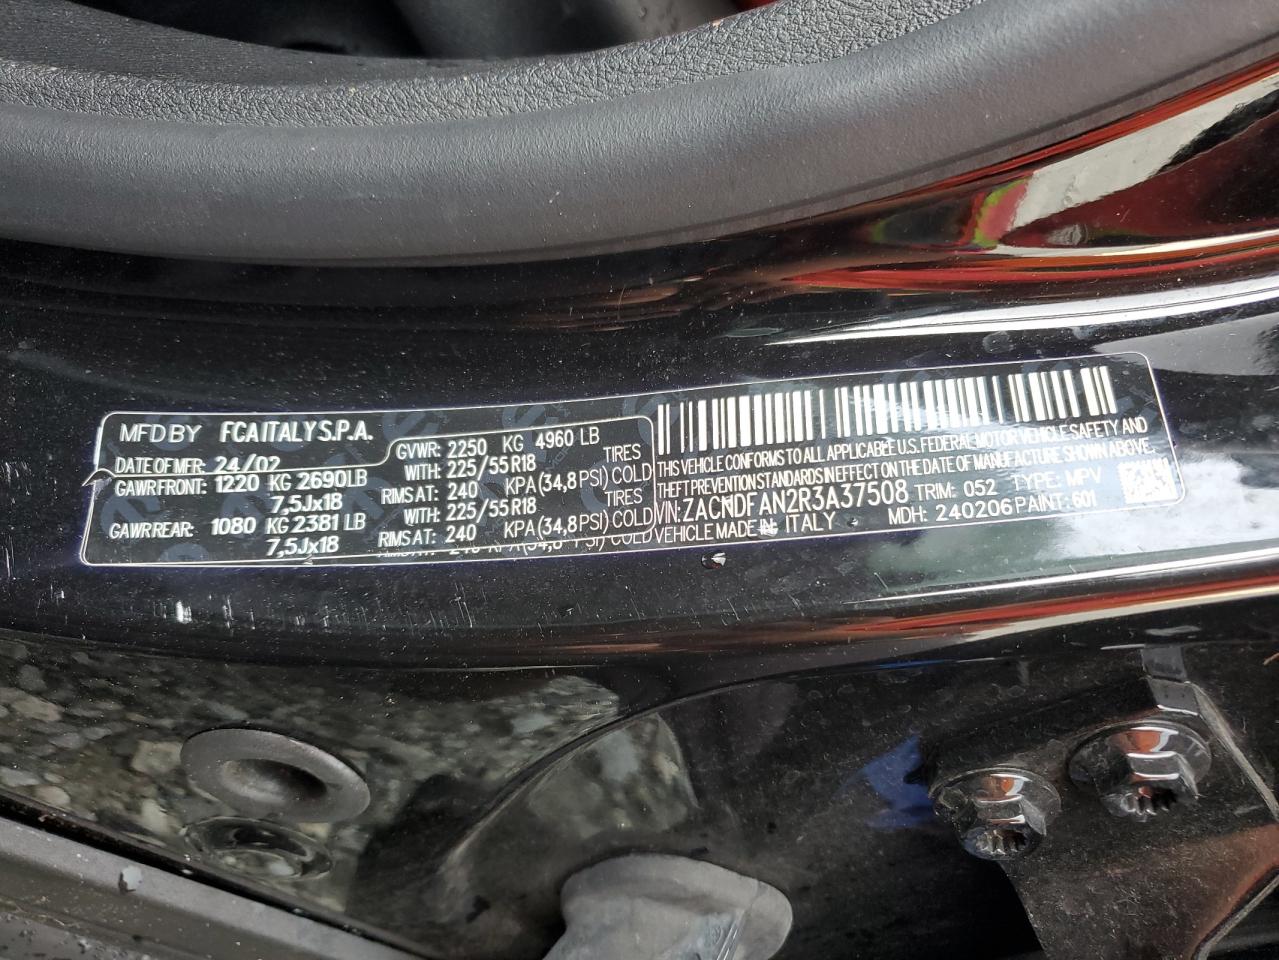 MFD BY FCA ITALY S.P.A.
DATE OF MFR: 24/02
GVWR: 2250 KG 4960 LB
GAWR FRONT: 1220 KG 2690 LB WITH: 225/55 R18 TIRES
7,5Jx18 RIMS AT: 240 KPA(34,8PSI) COLD
GAWR REAR: 1080 KG 2381 LB WITH: 225/55 R18 TIRES
7,5Jx18 RIMS AT: 240 KPA(34,8PSI) COLD
THIS VEHICLE CONFORMS TO ALL APPLICABLE U.S. FEDERAL MOTOR VEHICLE SAFETY AND
THEFT PREVENTION STANDARDS IN EFFECT ON THE DATE OF MANUFACTURE SHOWN ABOVE.
VIN: ZACNDFAN2R3A37508 TRIM: 052 TYPE: MPV
VEHICLE MADE IN: ITALY MDH: 240206 PAINT: 601